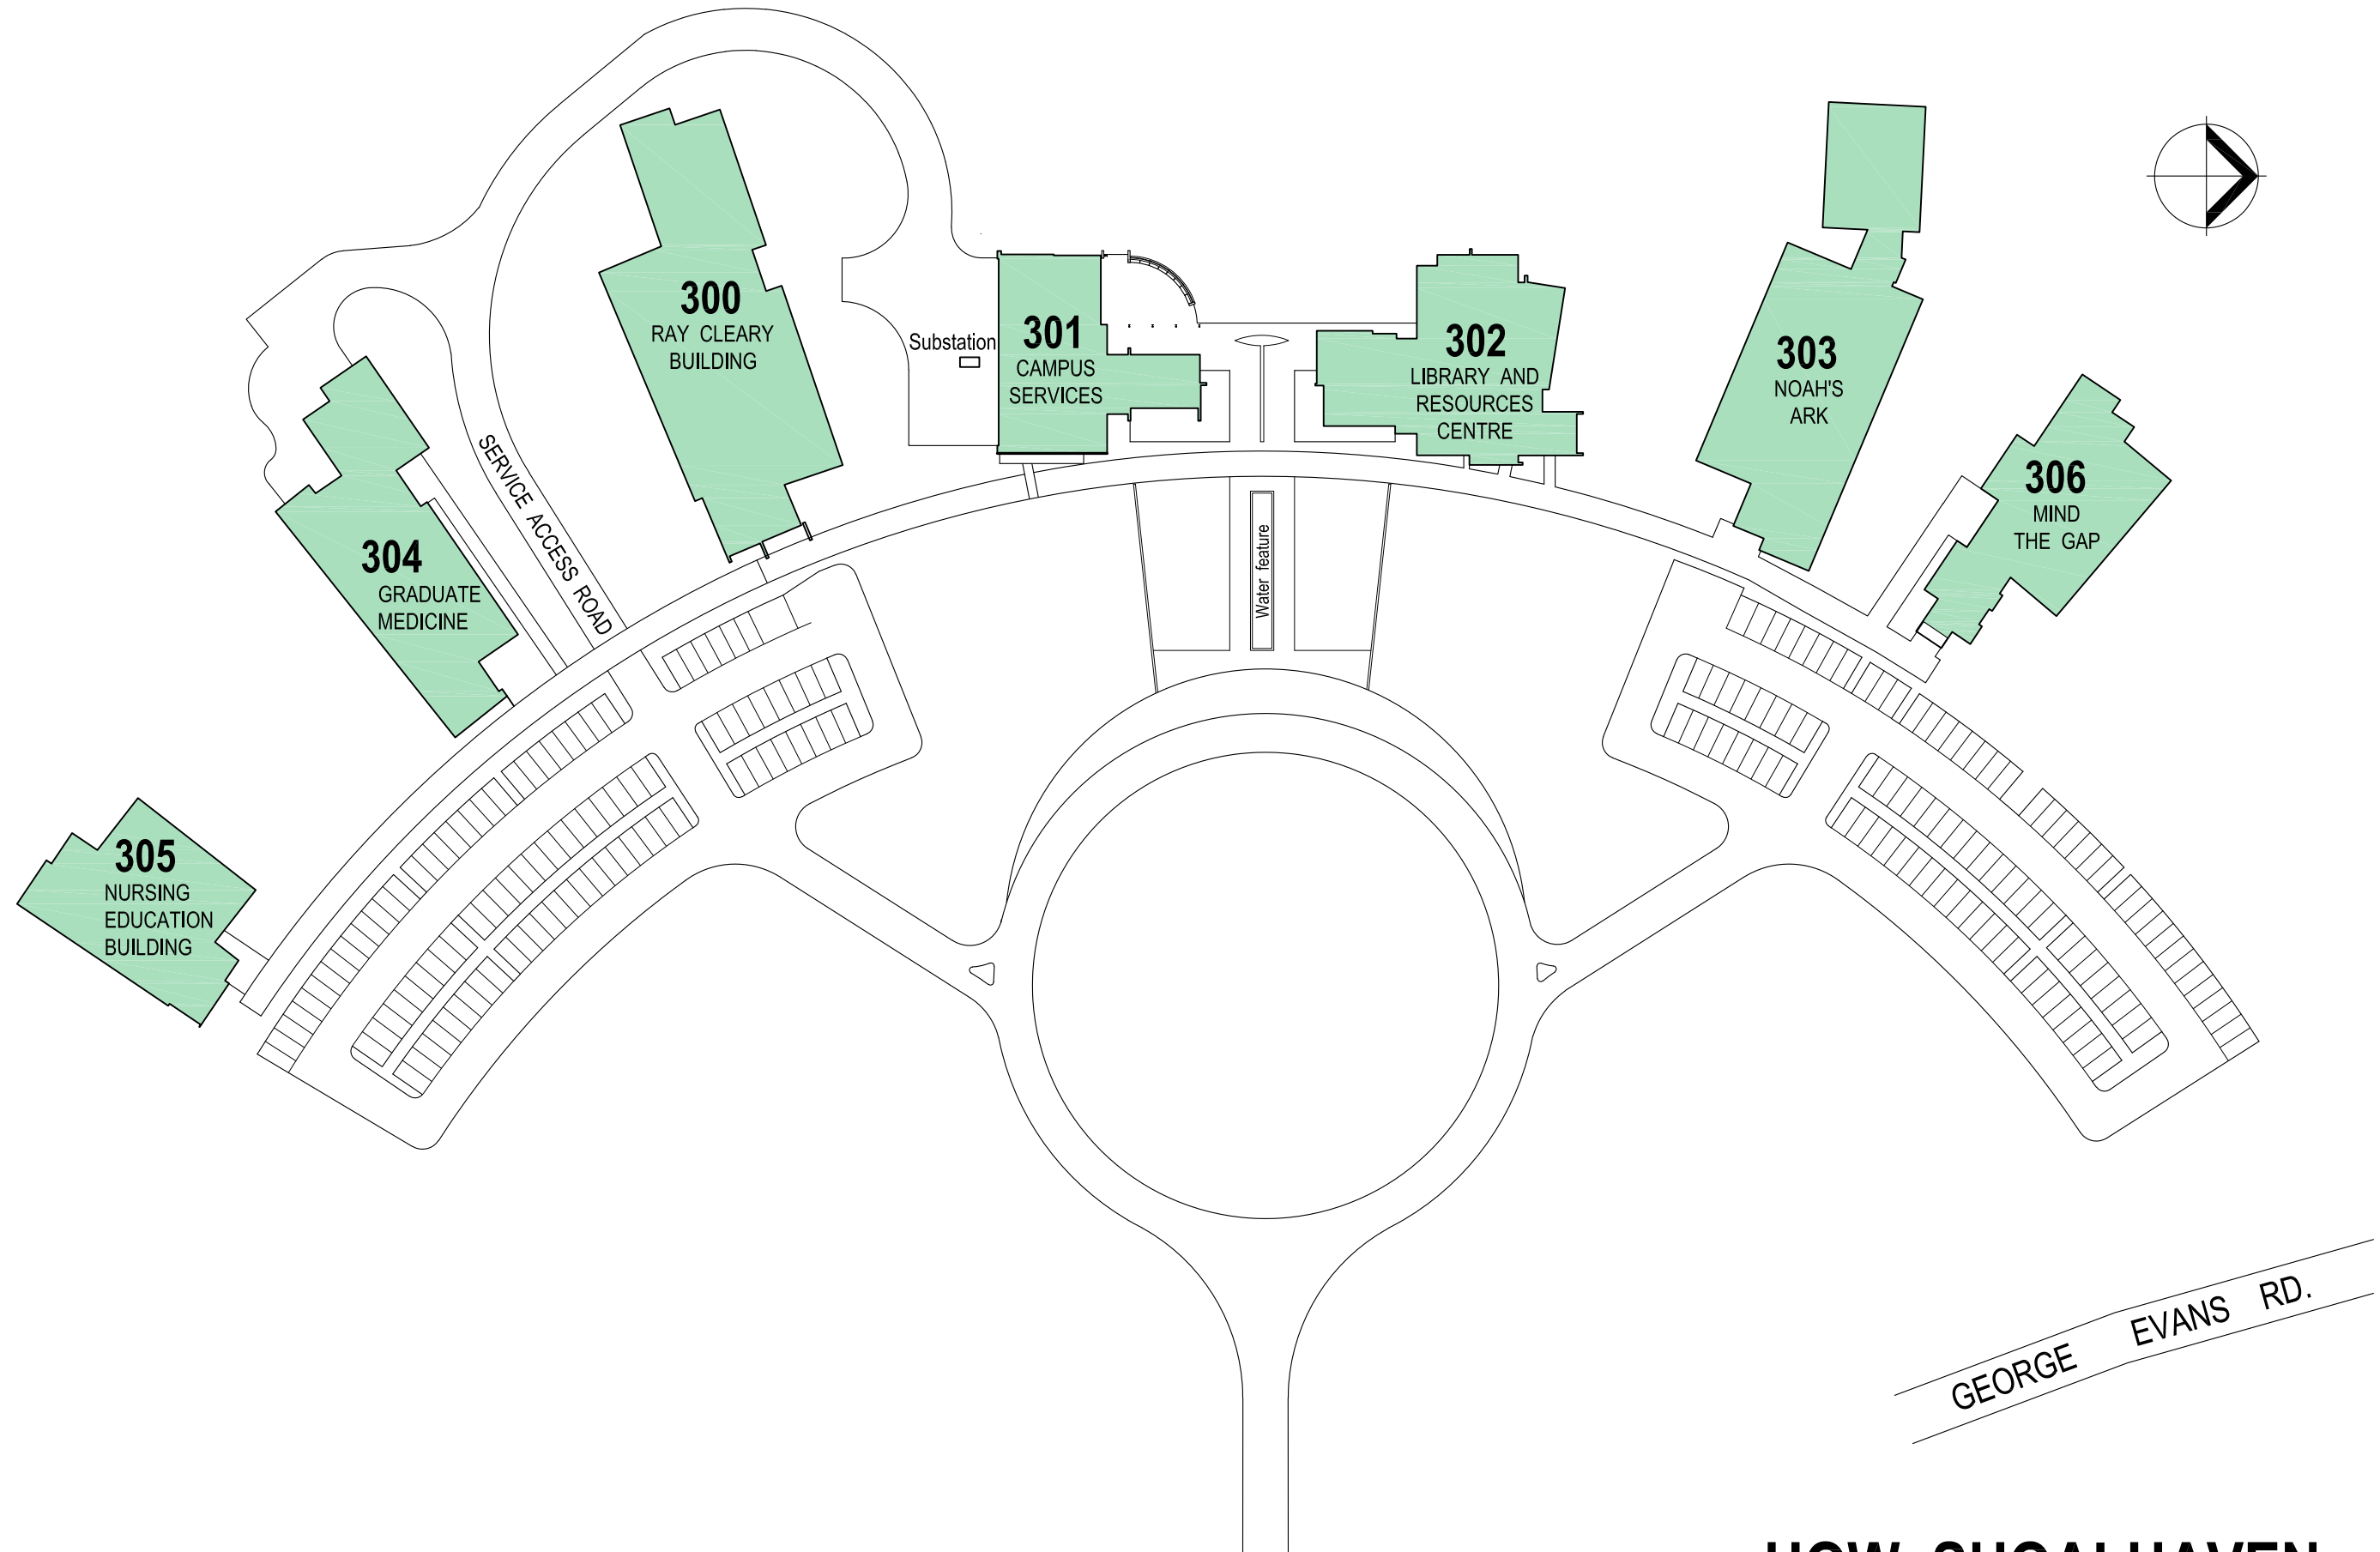 300
RAY CLEARY
BUILDING
Substation
301
CAMPUS
SERVICES
302
LIBRARY AND
RESOURCES
CENTRE
303
NOAH'S
ARK
306
MIND
THE GAP
SERVICE ACCESS ROAD
304
GRADUATE
MEDICINE
Water feature
305
NURSING
EDUCATION
BUILDING
GEORGE EVANS RD.